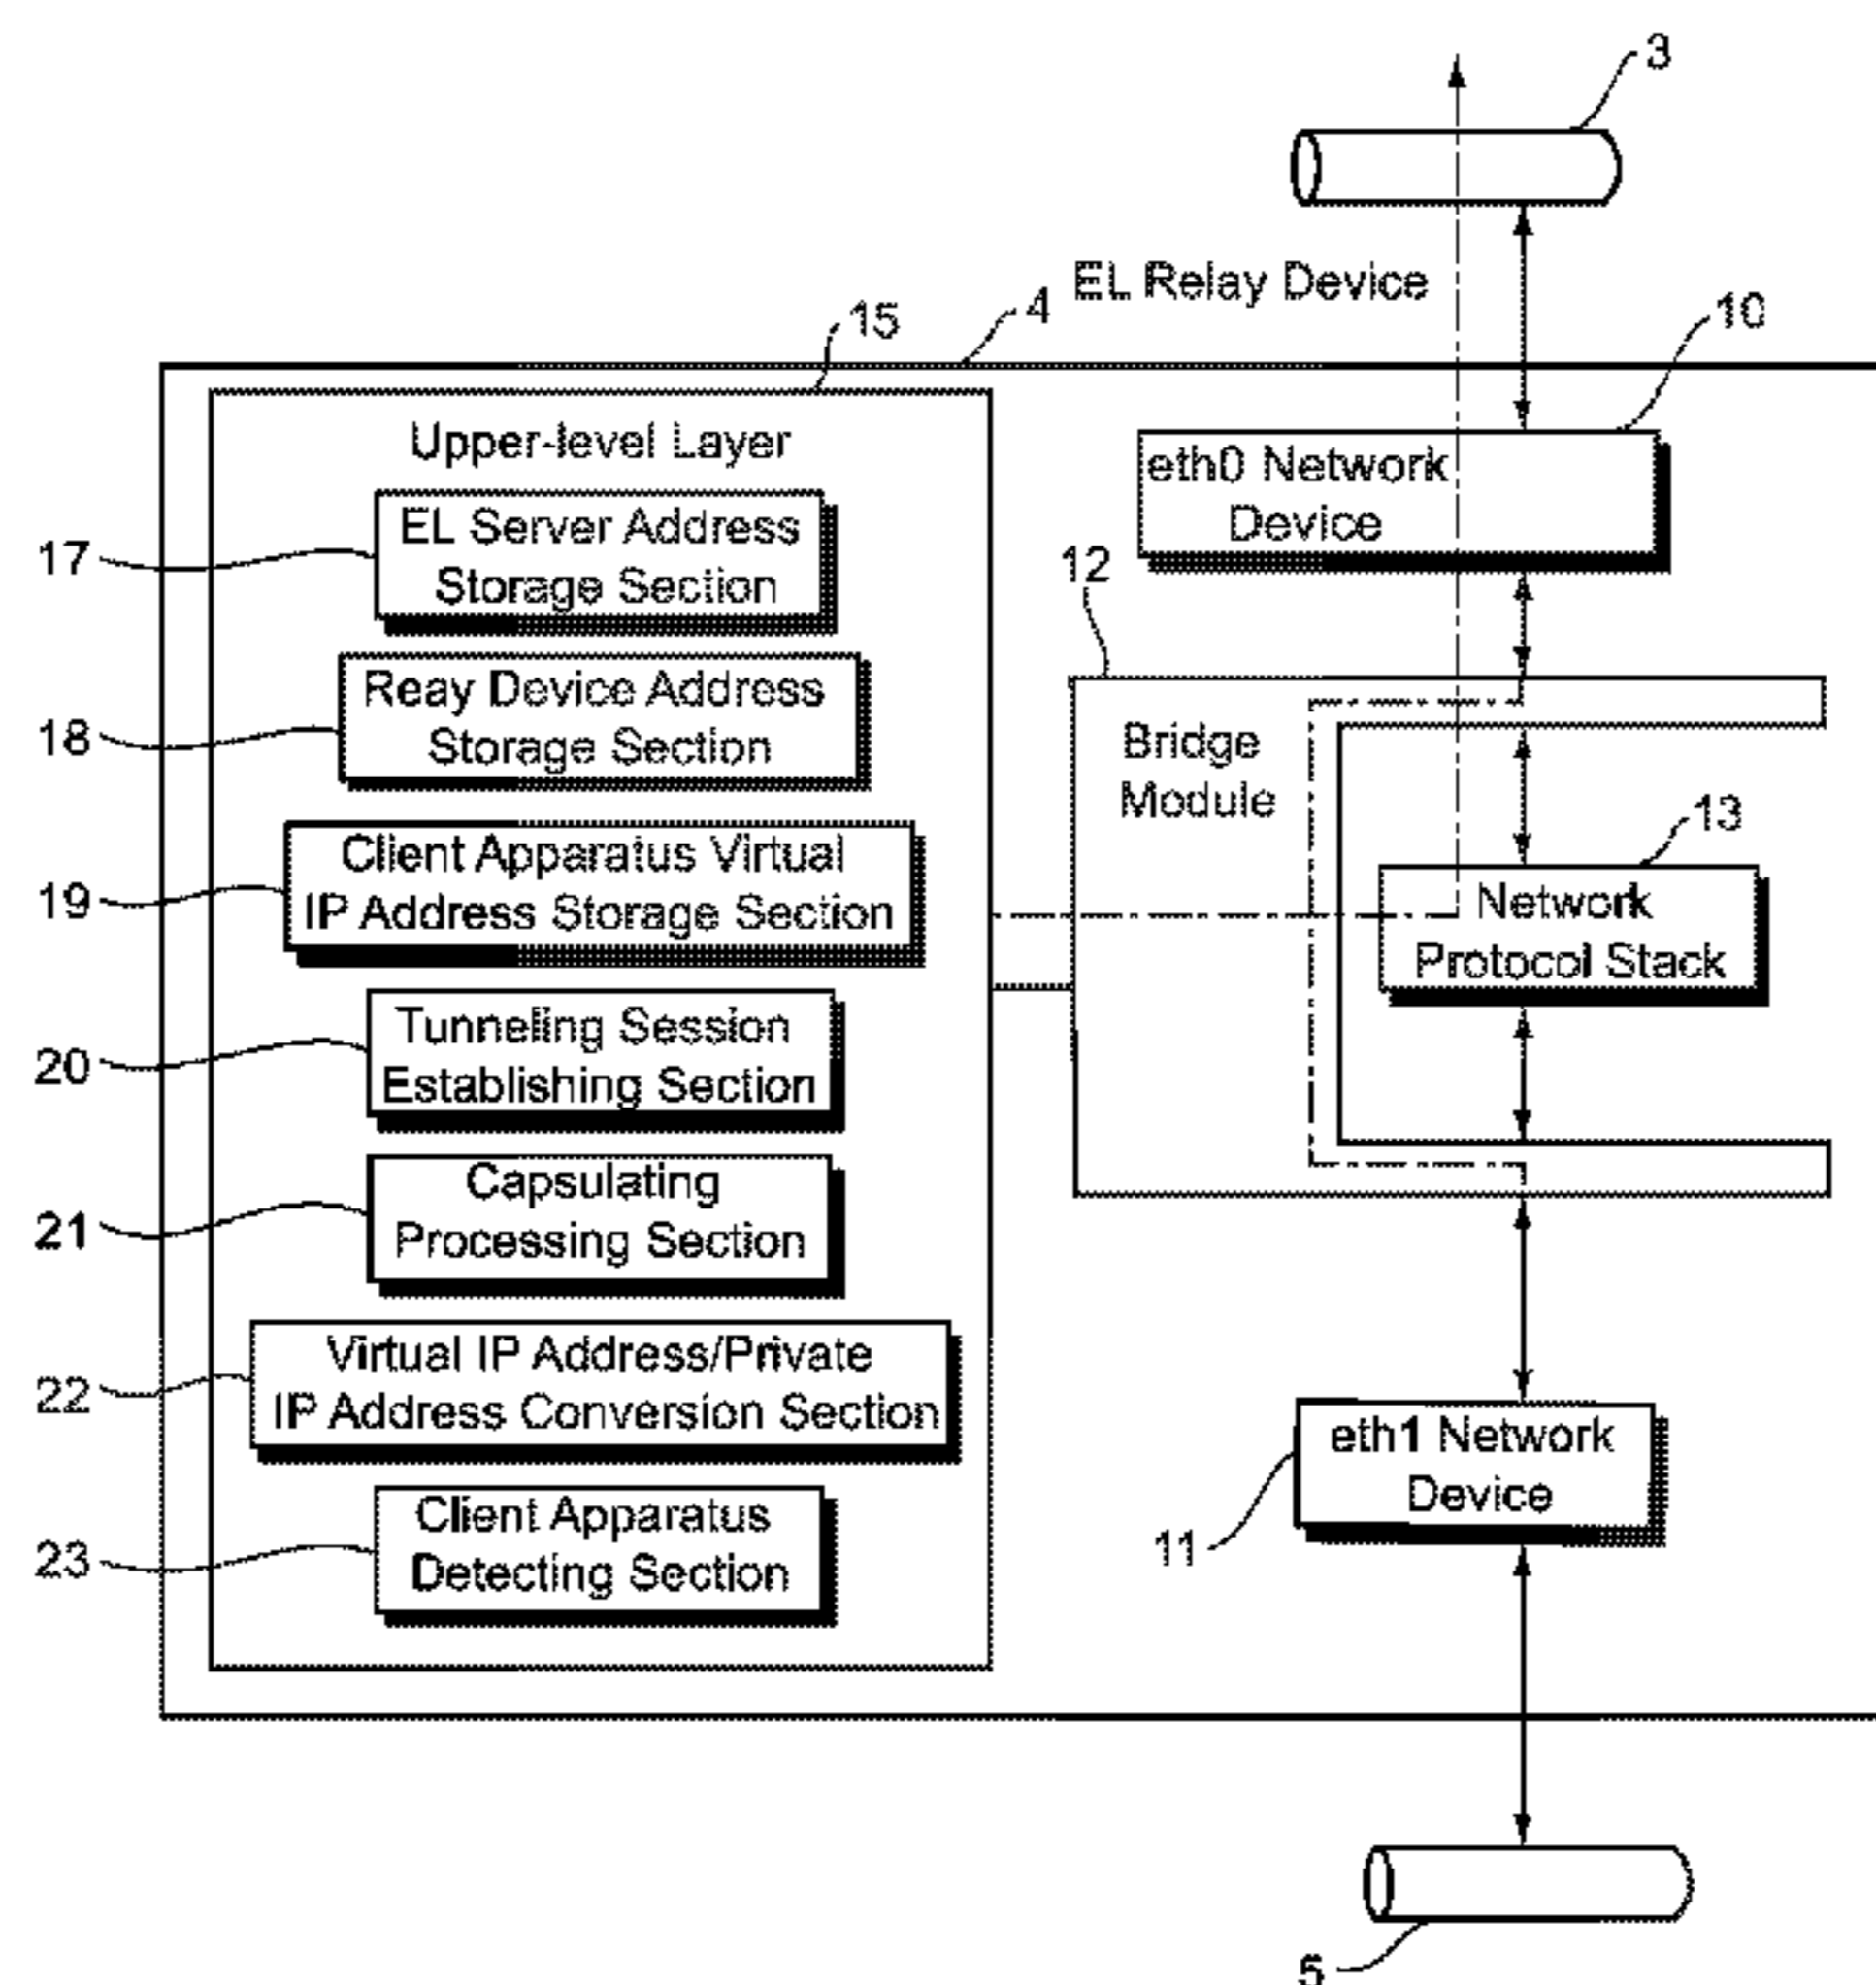 3
EL Relay Device
4
15
10
Upper-level Layer
eth0 Network
Device
17
EL Server Address
Storage Section
12
18
Reay Device Address
Storage Section
Bridge
Module
13
19
Client Apparatus Virtual
IP Address Storage Section
Network
Protocol Stack
20
Tunneling Session
Establishing Section
21
Capsulating
Processing Section
22
Virtual IP Address/Private
IP Address Conversion Section
eth1 Network
Device
11
23
Client Apparatus
Detecting Section
5